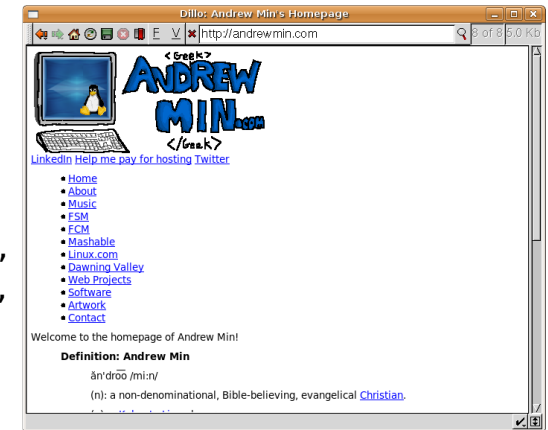 Dillo: Andrew Min's Homepage
F V http://andrewmin.com 8 of 8 5.0 Kb
<Geek>
ANDREW
MIN.COM
</Geek>
LinkedIn Help me pay for hosting Twitter
Home
About
Music
FSM
FCM
Mashable
Linux.com
Dawning Valley
Web Projects
Software
Artwork
Contact
Welcome to the homepage of Andrew Min!
Definition: Andrew Min
ăn'dro͞o /mi:n/
(n): a non-denominational, Bible-believing, evangelical Christian.